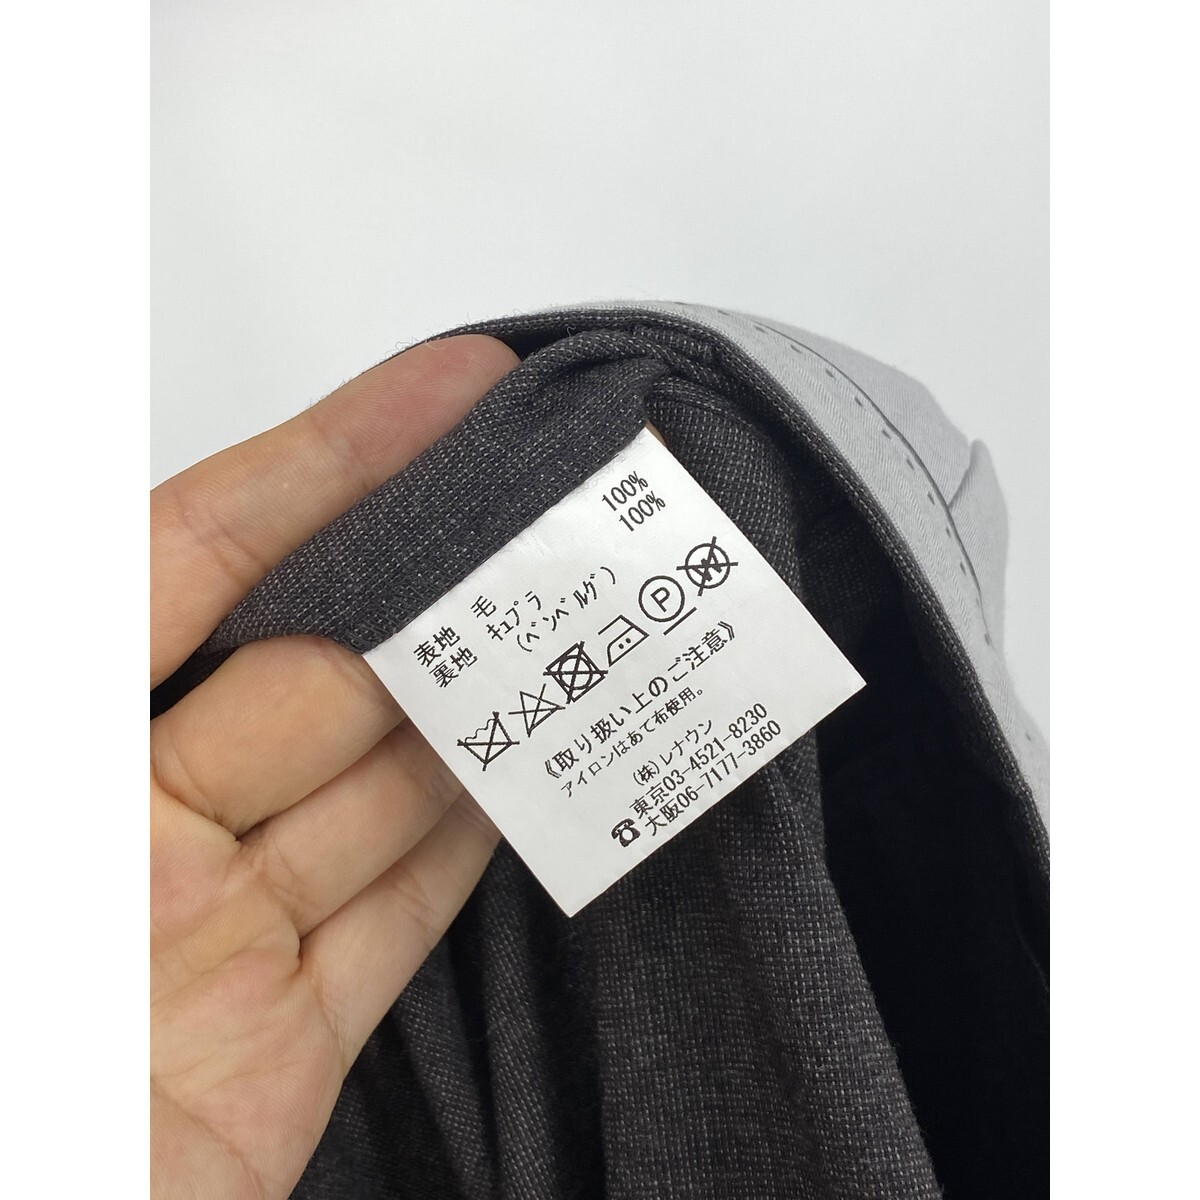 表地 毛 100%
裏地 キュプラ 100%
(ベンベルグ)
P W
《取り扱い上のご注意》
アイロンはあて布使用。
(株)レナウン
☎東京03-4521-8230
大阪06-7177-3860